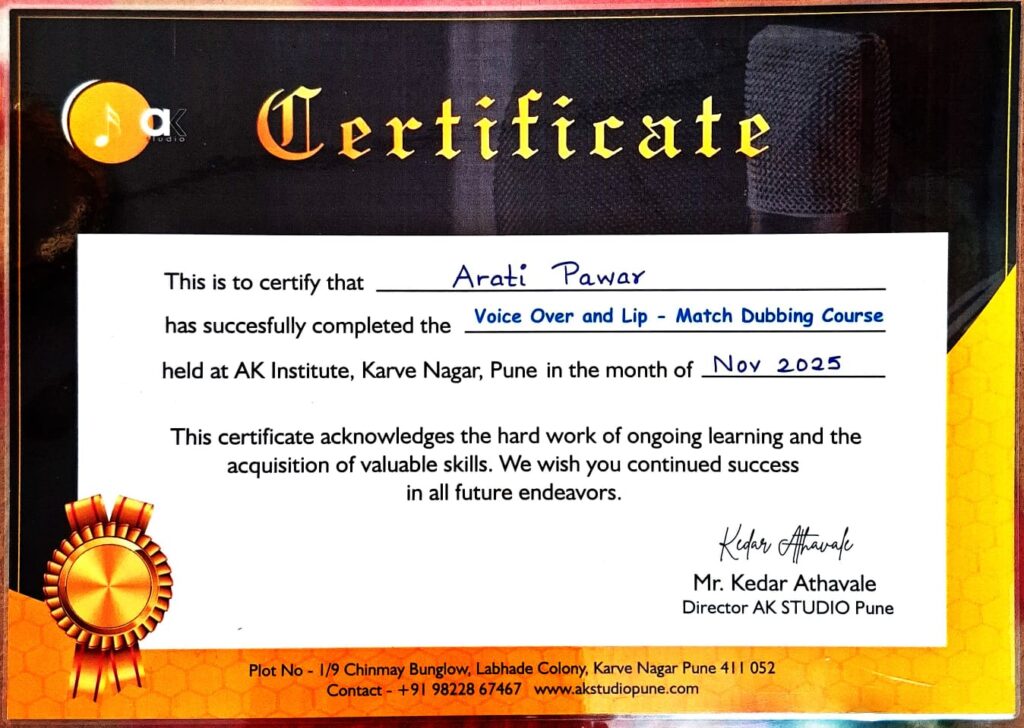 aK
studio
Certificate
This is to certify that Arati Pawar
has succesfully completed the Voice Over and Lip - Match Dubbing Course
held at AK Institute, Karve Nagar, Pune in the month of Nov 2025
This certificate acknowledges the hard work of ongoing learning and the
acquisition of valuable skills. We wish you continued success
in all future endeavors.
Kedar Athavale
Mr. Kedar Athavale
Director AK STUDIO Pune
Plot No - 1/9 Chinmay Bunglow, Labhade Colony, Karve Nagar Pune 411 052
Contact - +91 98228 67467 www.akstudiopune.com